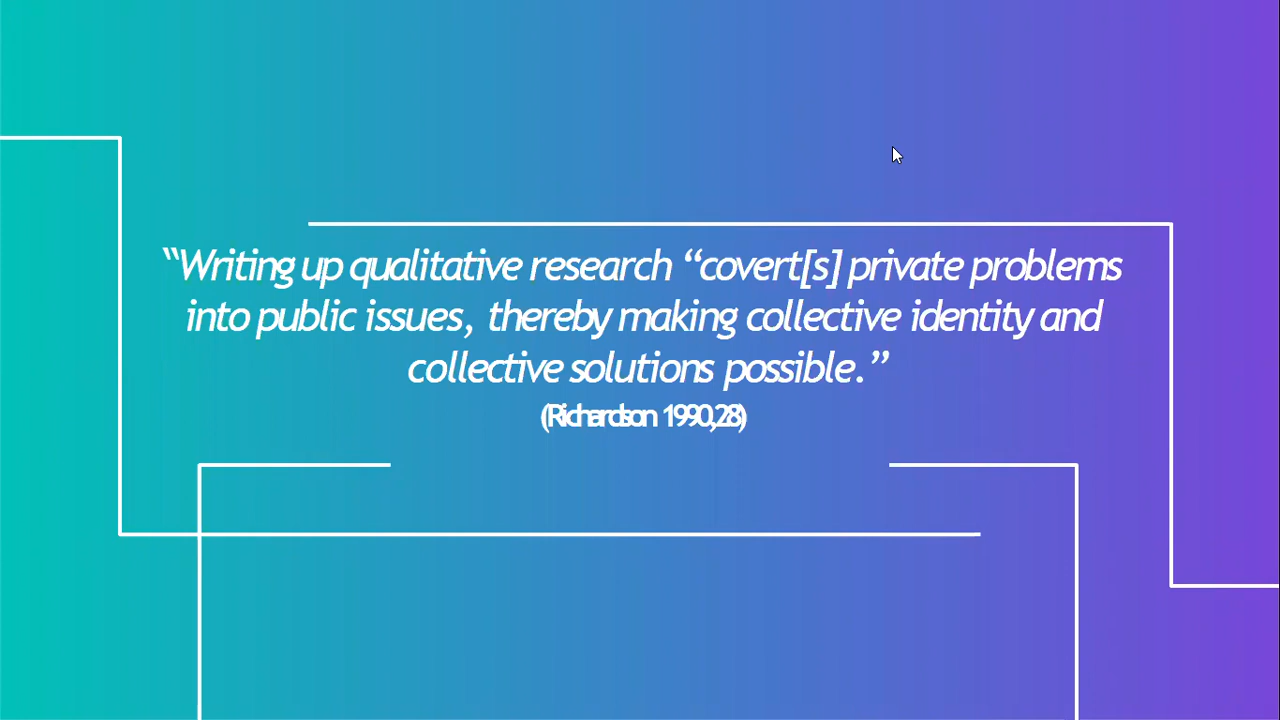 “Writing up qualitative research “covert[s] private problems
into public issues, thereby making collective identity and
collective solutions possible.”
(Richardson 1990,28)